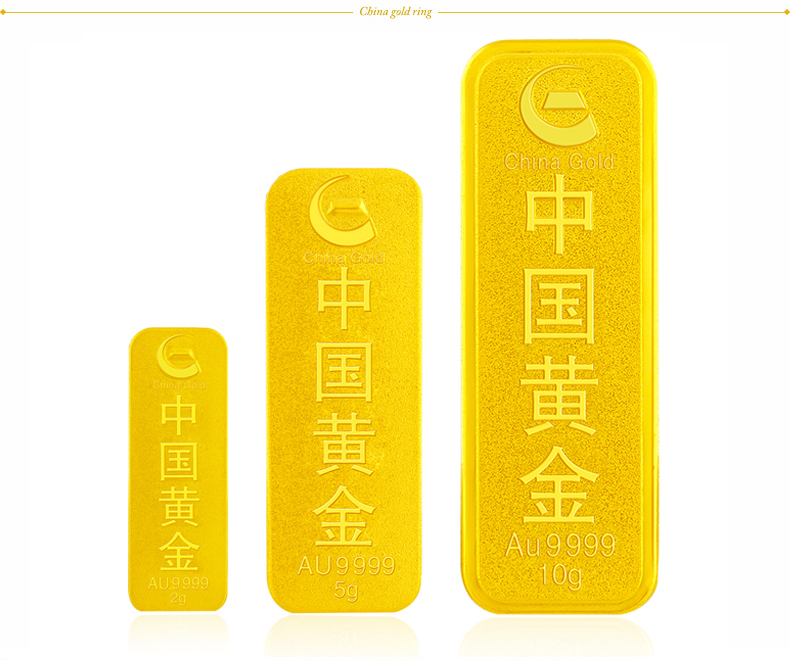 China gold ring
China Gold
中国黄金
AU9999
2g
China Gold
中国黄金
AU9999
5g
China Gold
中国黄金
Au9999
10g